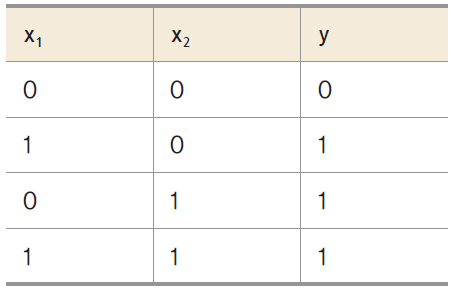 x₁ x₂ y
0 0 0
1 0 1
0 1 1
1 1 1